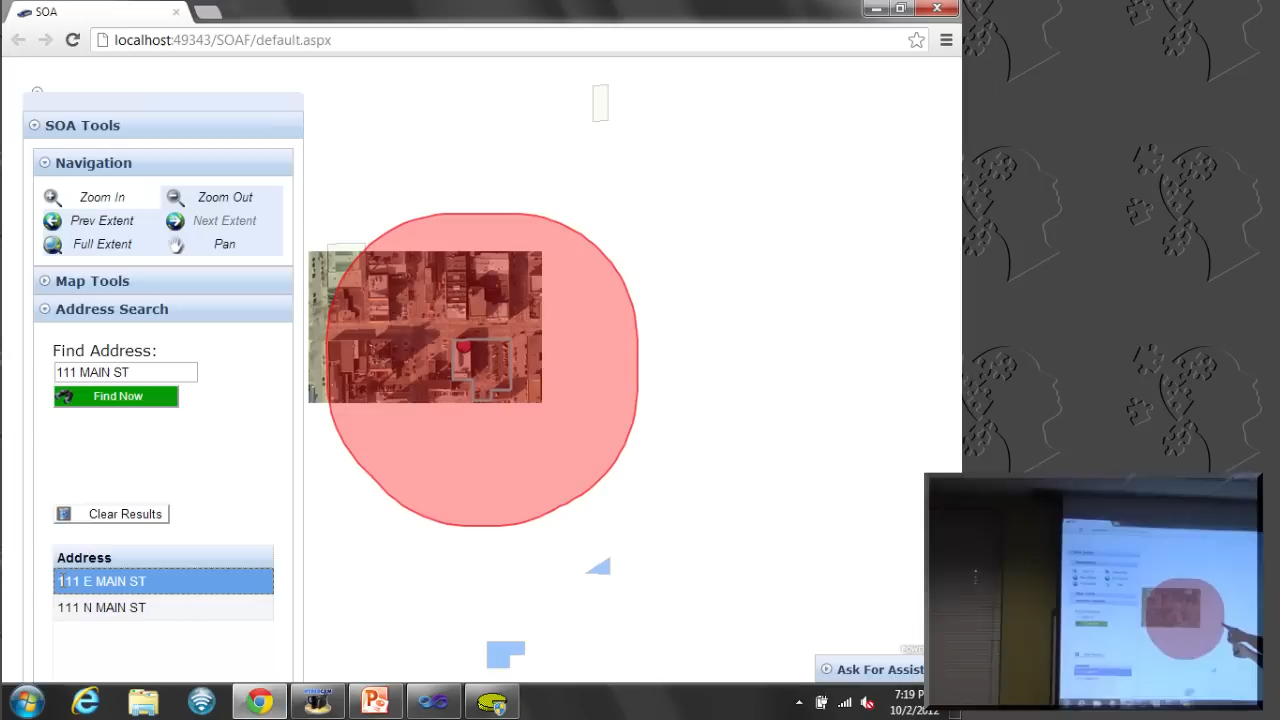 SOA
localhost:49343/SOAF/default.aspx
SOA Tools
Navigation
Zoom In
Zoom Out
Prev Extent
Next Extent
Full Extent
Pan
Map Tools
Address Search
Find Address:
111 MAIN ST
Find Now
Clear Results
Address
111 E MAIN ST
111 N MAIN ST
Ask For Assist
7:19 P
10/2/2012